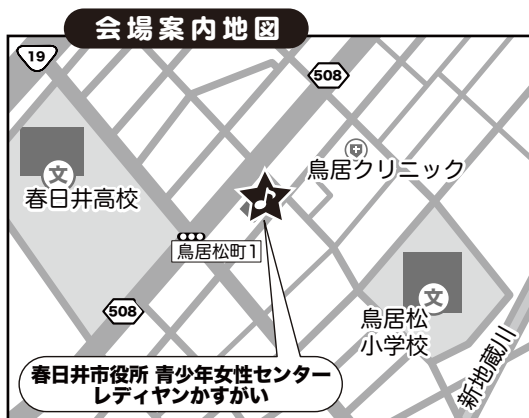 会場案内地図
19
508
鳥居クリニック
文
春日井高校
鳥居松町1
508
文
鳥居松
小学校
新地蔵川
春日井市役所 青少年女性センター
レディヤンかすがい